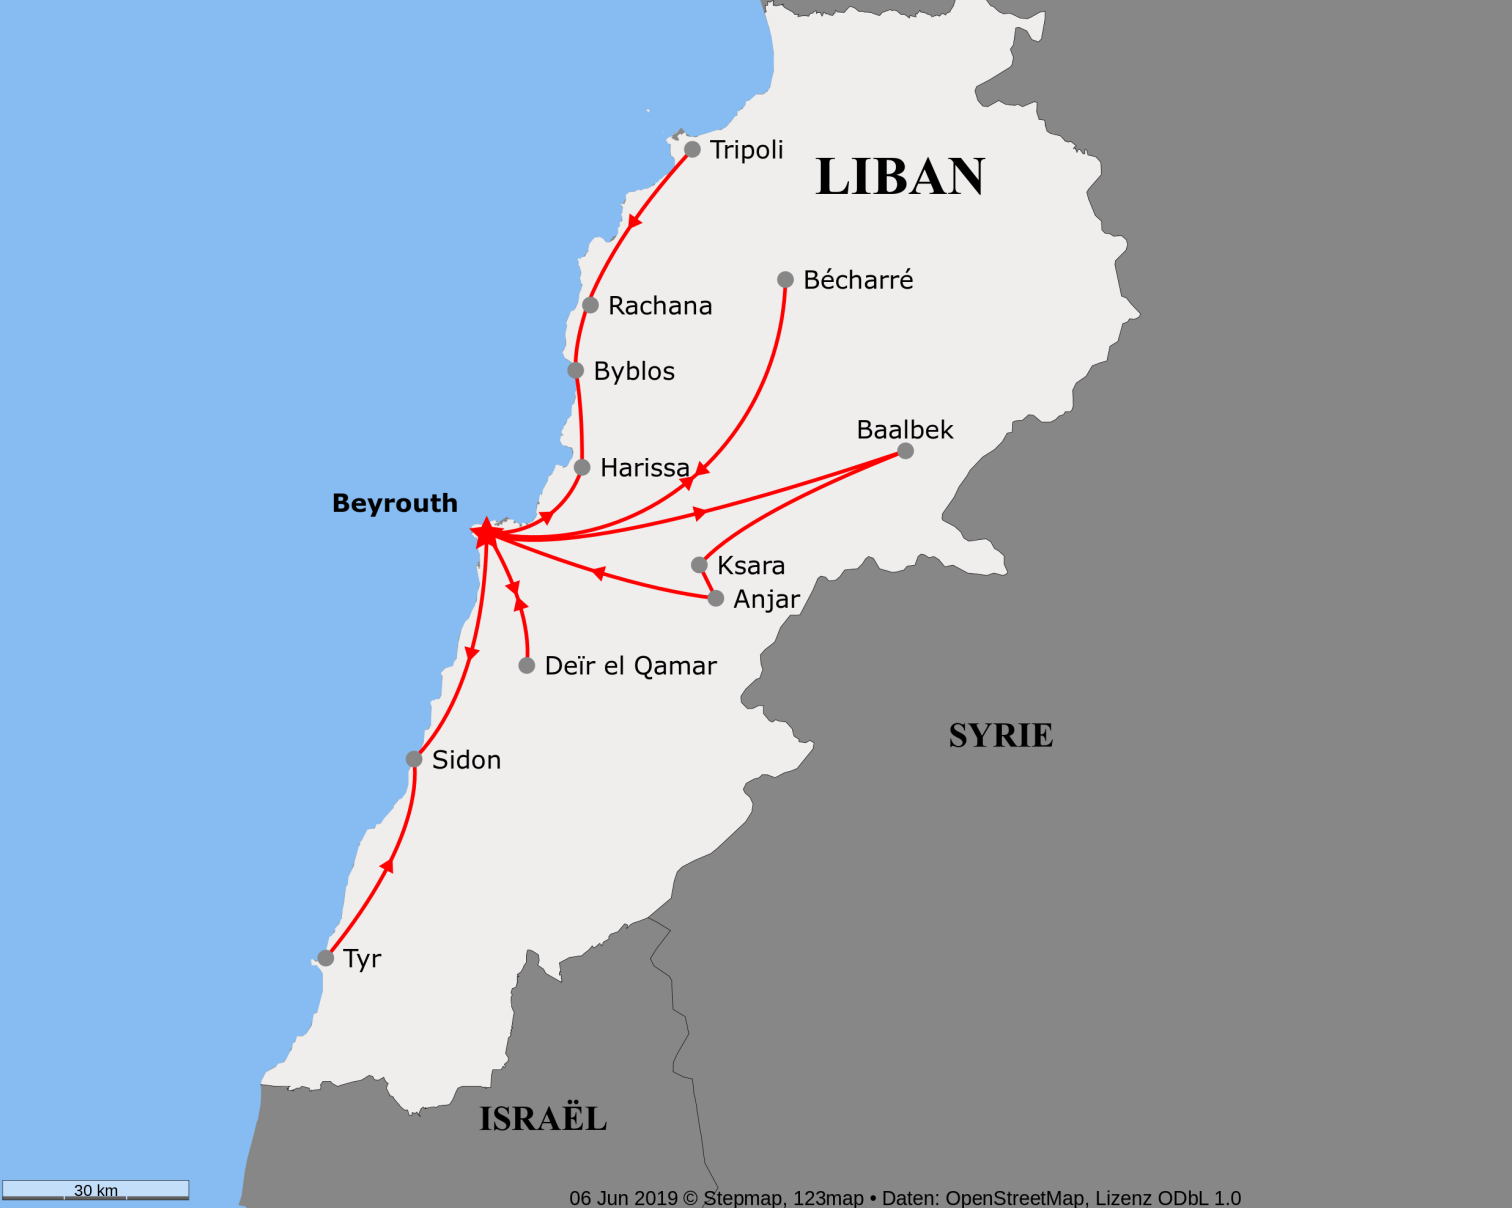 Tripoli
LIBAN
Bécharré
Rachana
Byblos
Baalbek
Harissa
Beyrouth
Ksara
Anjar
Deïr el Qamar
SYRIE
Sidon
Tyr
ISRAËL
30 km
06 Jun 2019 © Stepmap, 123map • Daten: OpenStreetMap, Lizenz ODbL 1.0